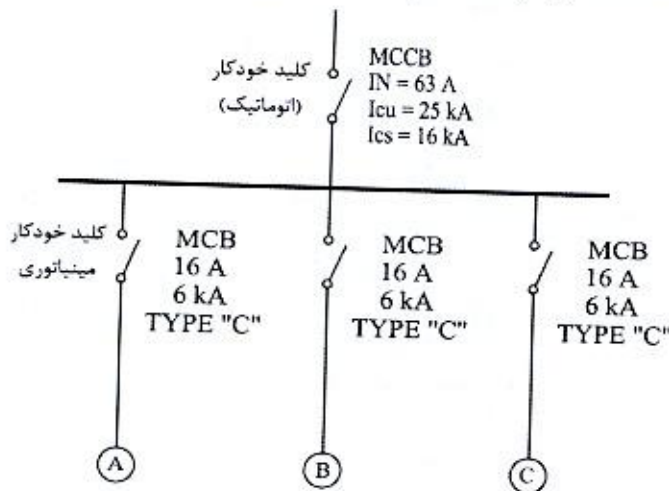 کلید خودکار
(اتوماتیک)
MCCB
IN = 63 A
Icu = 25 kA
Ics = 16 kA
کلید خودکار
مینیاتوری
MCB
16 A
6 kA
TYPE "C"
MCB
16 A
6 kA
TYPE "C"
MCB
16 A
6 kA
TYPE "C"
A
B
C